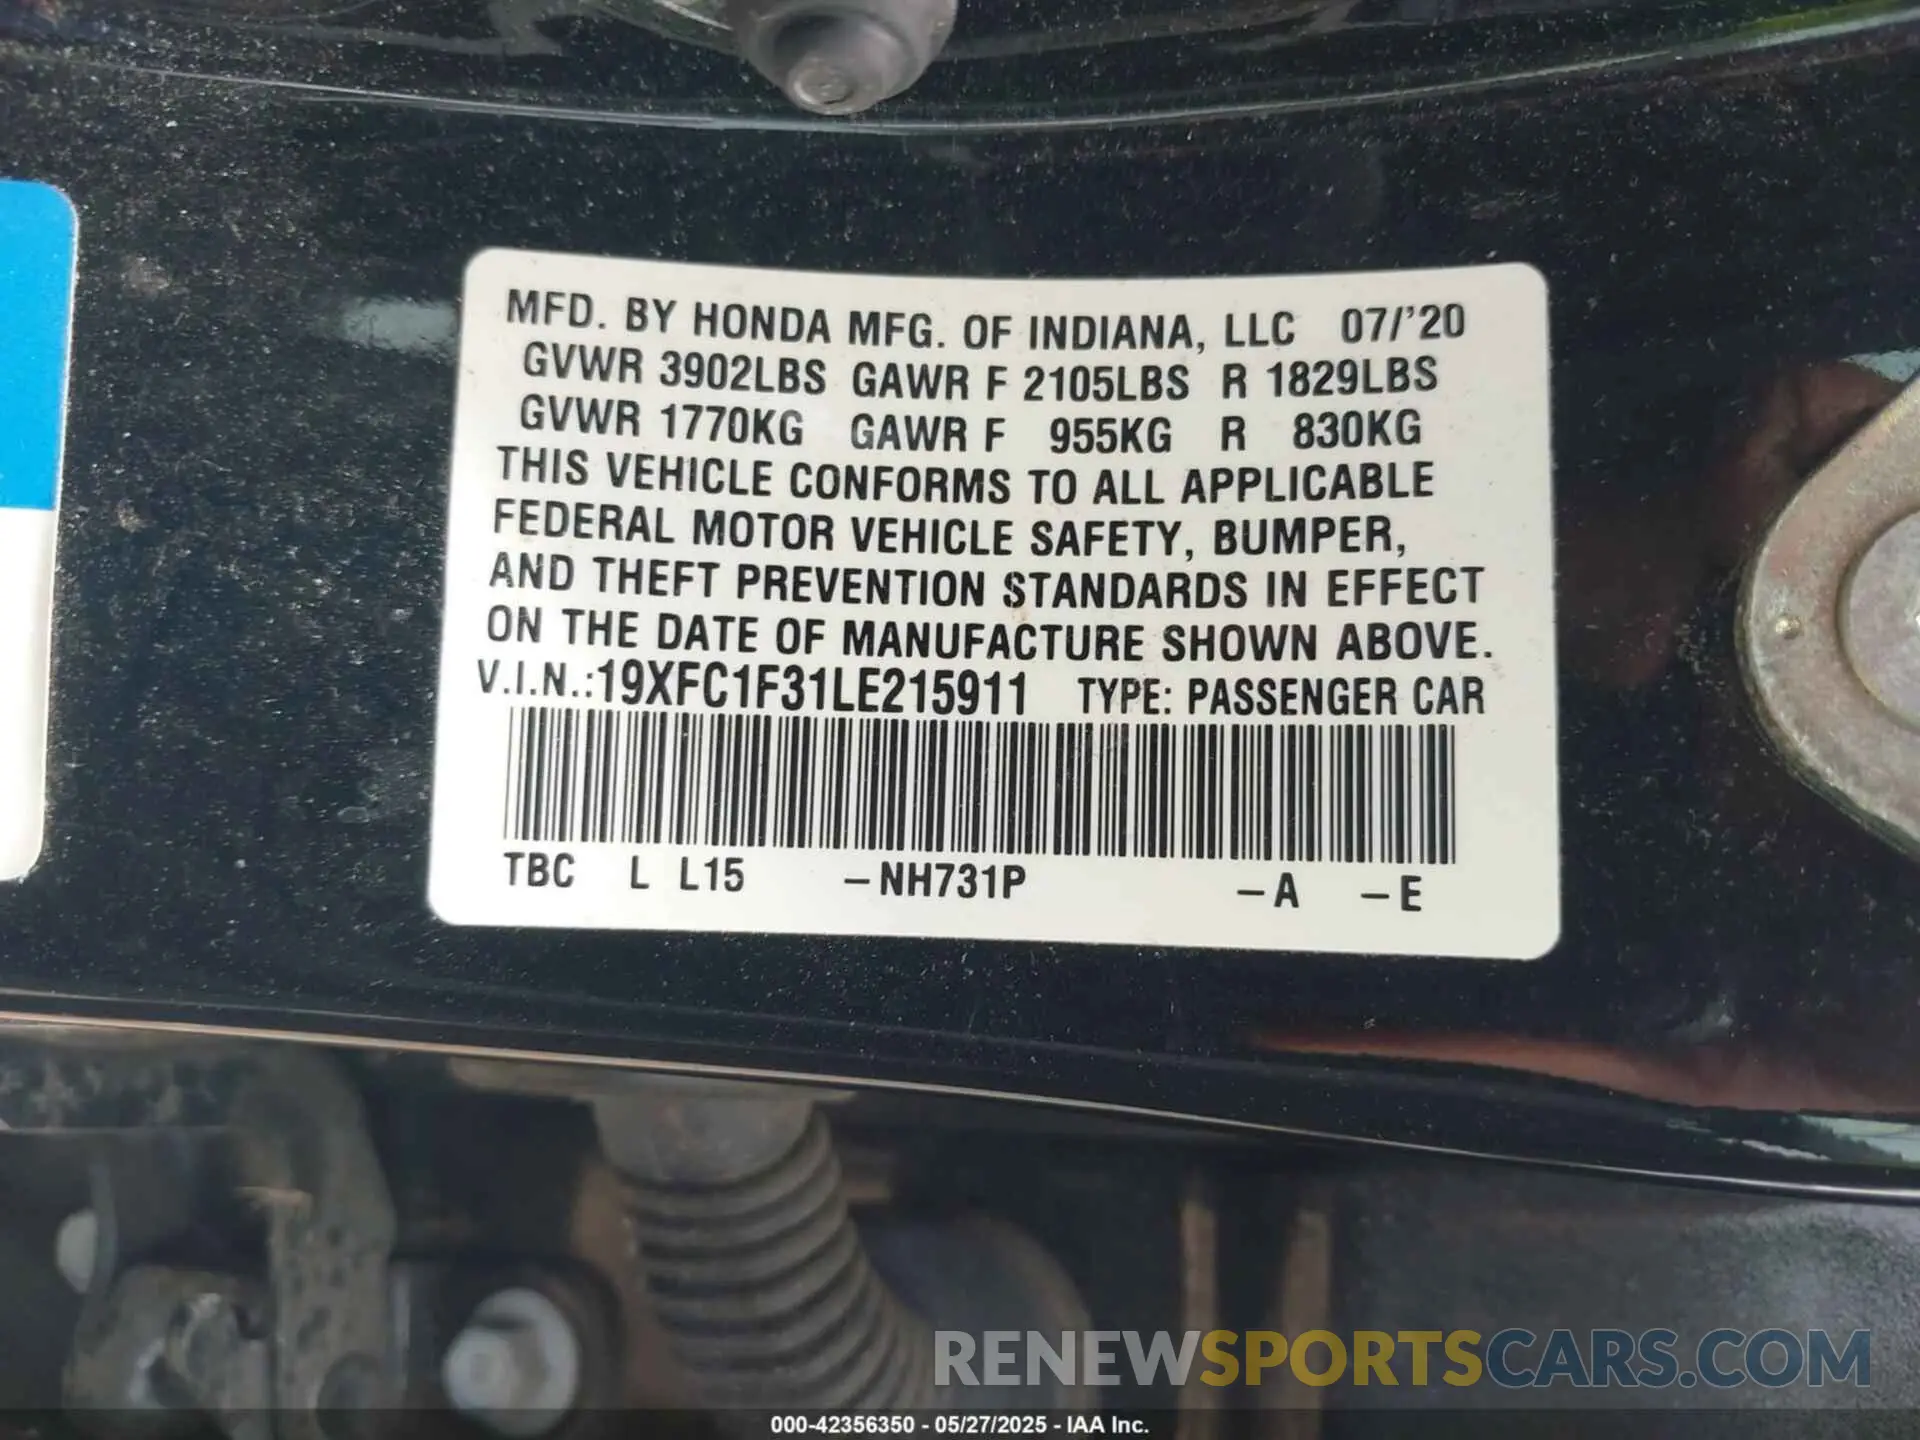 MFD. BY HONDA MFG. OF INDIANA, LLC 07/'20
GVWR 3902LBS GAWR F 2105LBS R 1829LBS
GVWR 1770KG GAWR F 955KG R 830KG
THIS VEHICLE CONFORMS TO ALL APPLICABLE
FEDERAL MOTOR VEHICLE SAFETY, BUMPER,
AND THEFT PREVENTION STANDARDS IN EFFECT
ON THE DATE OF MANUFACTURE SHOWN ABOVE.
V.I.N.:19XFC1F31LE215911 TYPE: PASSENGER CAR
TBC L L15 –NH731P –A –E
RENEWSPORTSCARS.COM
000-42356350 - 05/27/2025 - IAA Inc.